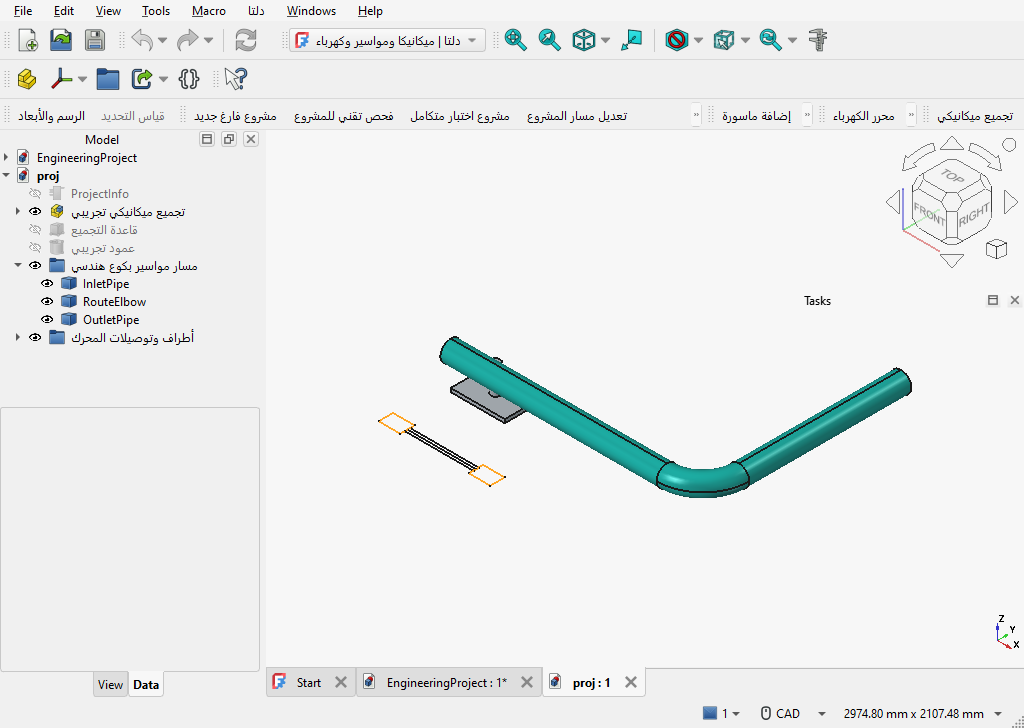 File Edit View Tools Macro دلتا Windows Help
دلتا | ميكانيكا ومواسير وكهرباء
الرسم والأبعاد قياس التحديد مشروع فارغ جديد فحص تقني للمشروع مشروع اختبار متكامل تعديل مسار المشروع » إضافة ماسورة » محرر الكهرباء » تجميع ميكانيكي
Model
EngineeringProject
proj
ProjectInfo
تجميع ميكانيكي تجريبي
قاعدة التجميع
عمود تجريبي
مسار مواسير بكوع هندسي
InletPipe
RouteElbow
OutletPipe
أطراف وتوصيلات المحرك
TOP
FRONT RIGHT
Tasks
Z
Y
X
View Data
Start EngineeringProject : 1* proj : 1
1 CAD 2974.80 mm x 2107.48 mm